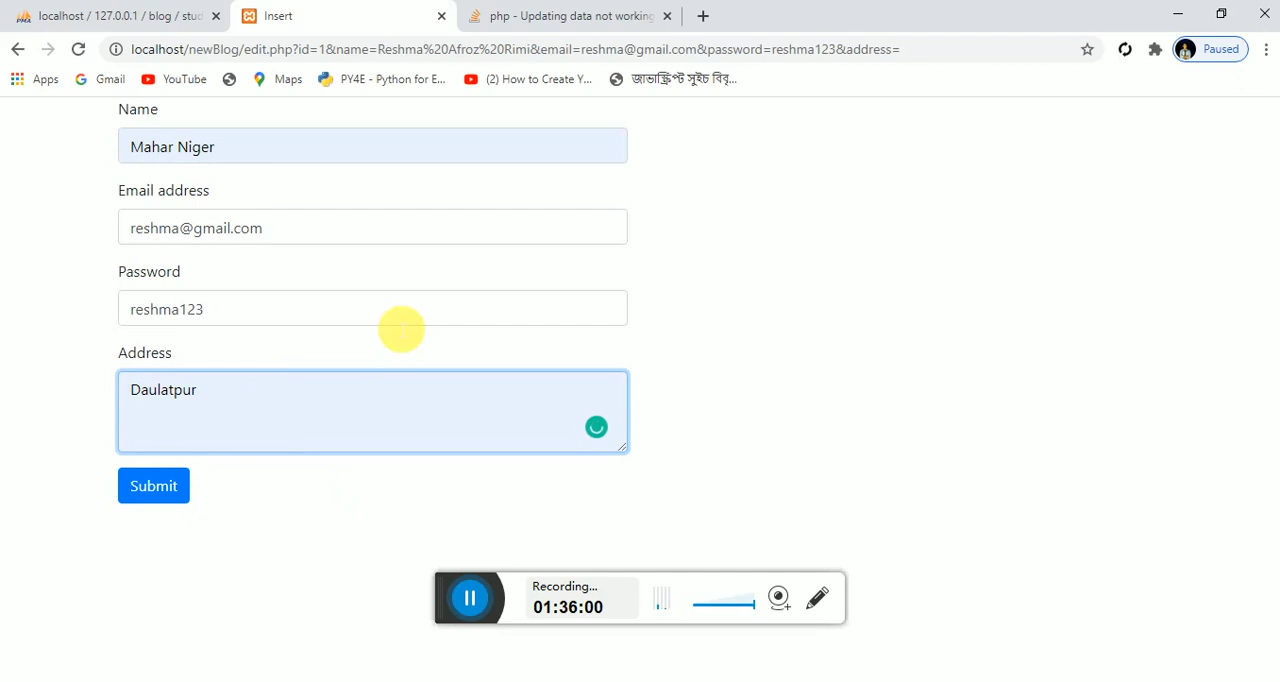 localhost / 127.0.0.1 / blog / stud
Insert
php - Updating data not working
localhost/newBlog/edit.php?id=1&name=Reshma%20Afroz%20Rimi&email=reshma@gmail.com&password=reshma123&address=
Paused
Apps
Gmail
YouTube
Maps
PY4E - Python for E...
(2) How to Create Y...
জাভাস্ক্রিপ্ট সুইচ বিবৃ...
Name
Mahar Niger
Email address
reshma@gmail.com
Password
reshma123
Address
Daulatpur
Submit
Recording...
01:36:00